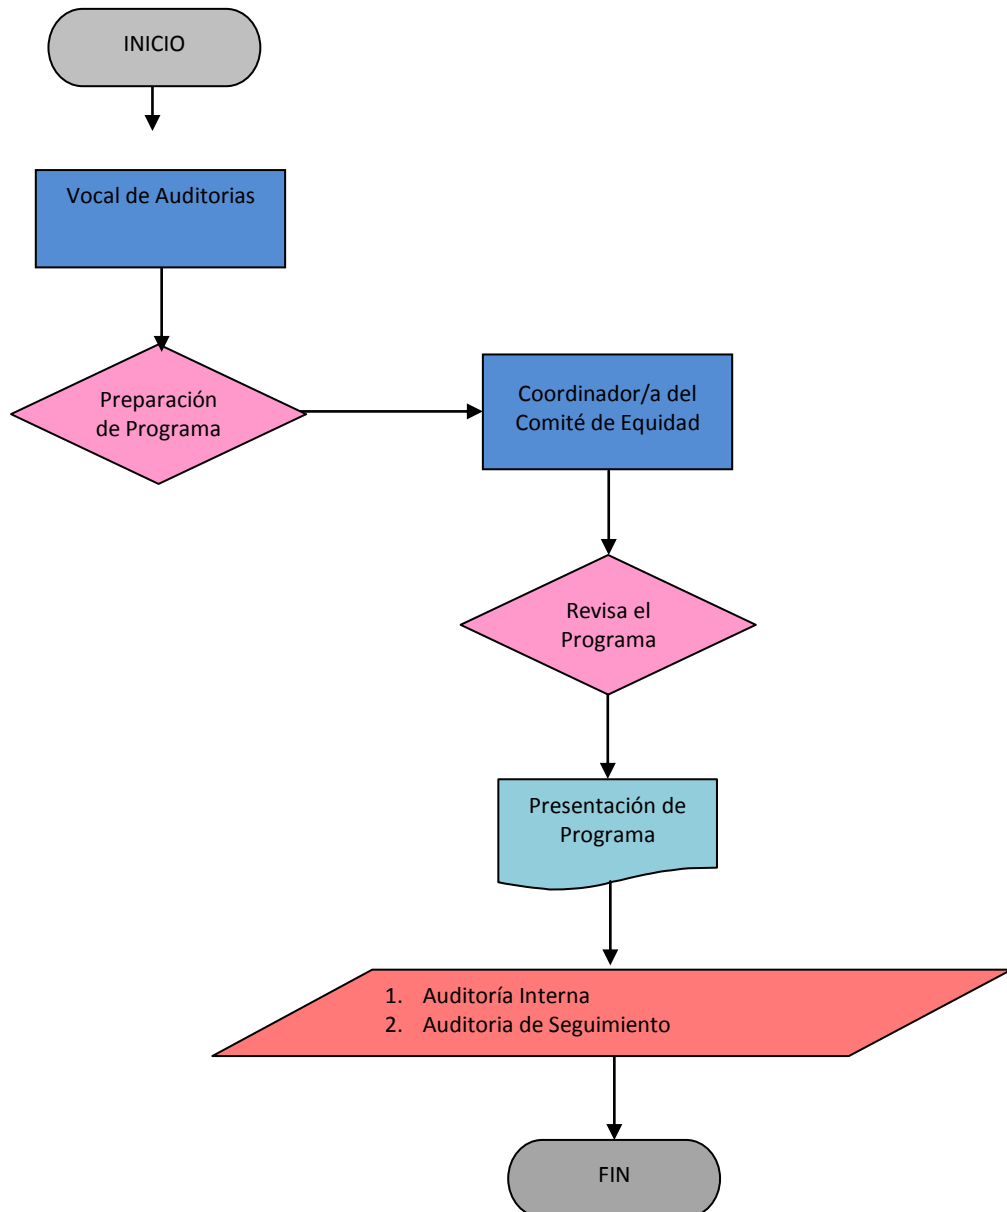 INICIO
Vocal de Auditorias
Preparación
de Programa
Coordinador/a del
Comité de Equidad
Revisa el
Programa
Presentación de
Programa
1. Auditoría Interna
2. Auditoria de Seguimiento
FIN